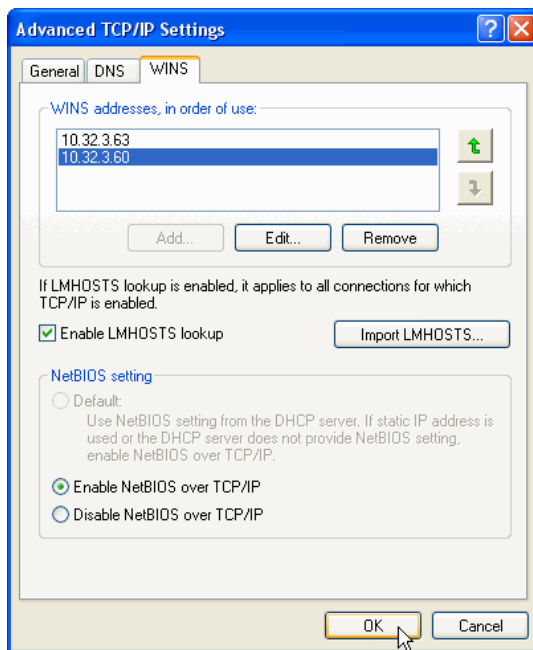 Advanced TCP/IP Settings
General DNS WINS
WINS addresses, in order of use:
10.32.3.63
10.32.3.60
Add... Edit... Remove
If LMHOSTS lookup is enabled, it applies to all connections for which
TCP/IP is enabled.
Enable LMHOSTS lookup Import LMHOSTS...
NetBIOS setting
Default:
Use NetBIOS setting from the DHCP server. If static IP address is
used or the DHCP server does not provide NetBIOS setting,
enable NetBIOS over TCP/IP.
Enable NetBIOS over TCP/IP
Disable NetBIOS over TCP/IP
OK Cancel